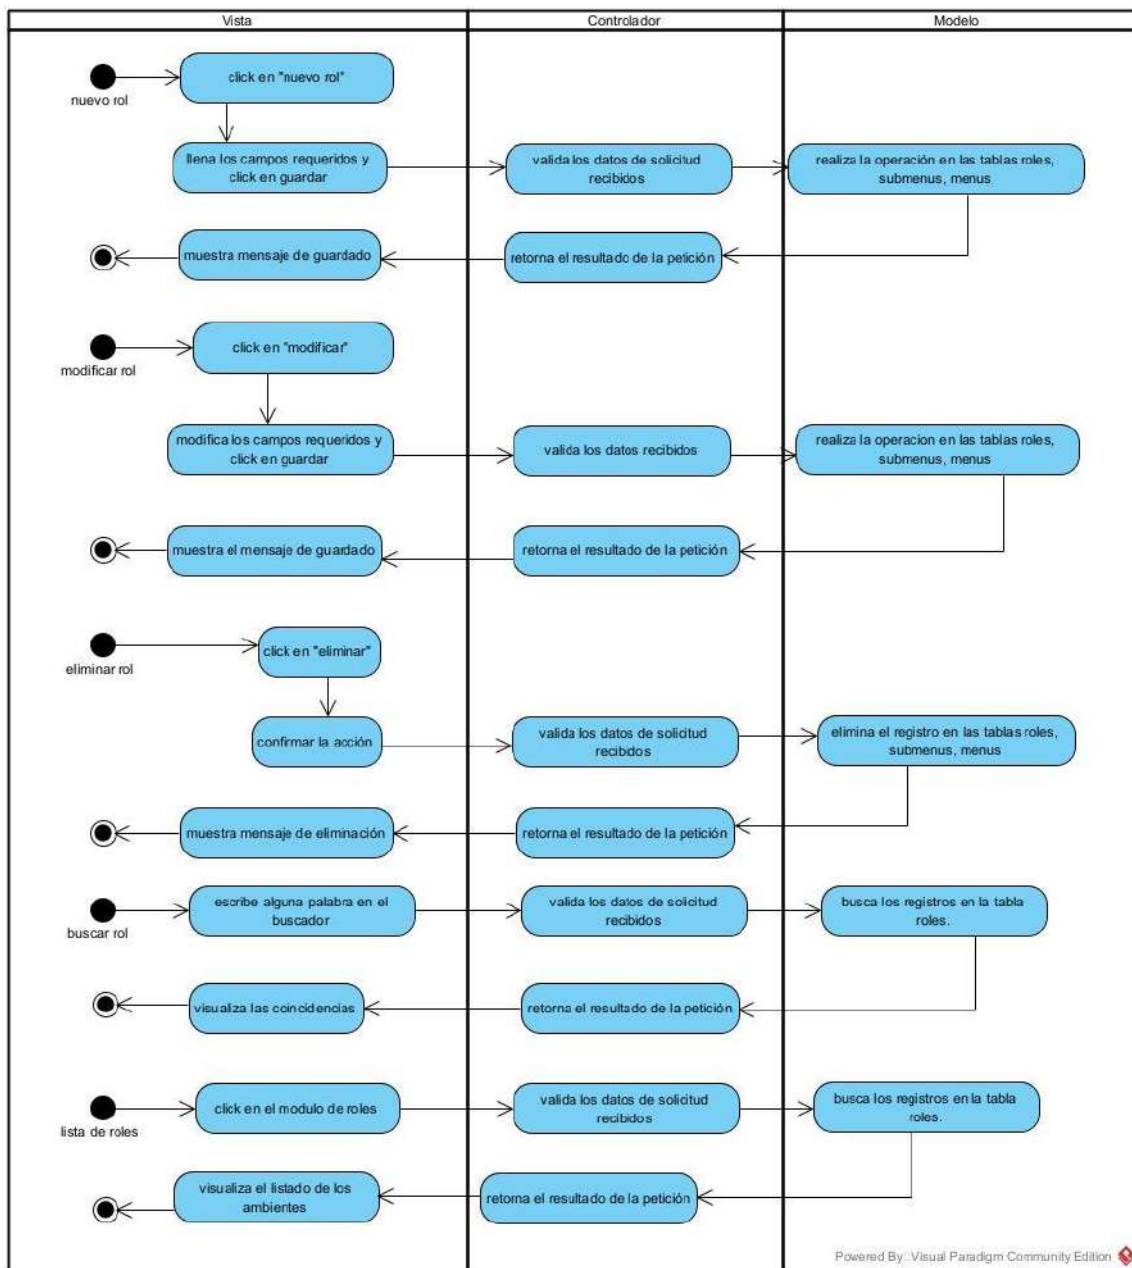 Vista
Controlador
Modelo
nuevo rol
click en "nuevo rol"
llena los campos requeridos y
click en guardar
valida los datos de solicitud
recibidos
realiza la operación en las tablas roles,
submenus, menus
muestra mensaje de guardado
retorna el resultado de la petición
modificar rol
click en "modificar"
modifica los campos requeridos y
click en guardar
valida los datos recibidos
realiza la operacion en las tablas roles,
submenus, menus
muestra el mensaje de guardado
retorna el resultado de la petición
eliminar rol
click en "eliminar"
confirmar la acción
valida los datos de solicitud
recibidos
elimina el registro en las tablas roles,
submenus, menus
muestra mensaje de eliminación
retorna el resultado de la petición
buscar rol
escribe alguna palabra en el
buscador
valida los datos de solicitud
recibidos
busca los registros en la tabla
roles.
visualiza las coincidencias
retorna el resultado de la petición
lista de roles
click en el modulo de roles
valida los datos de solicitud
recibidos
busca los registros en la tabla
roles.
visualiza el listado de los
ambientes
retorna el resultado de la petición
Powered By: Visual Paradigm Community Edition